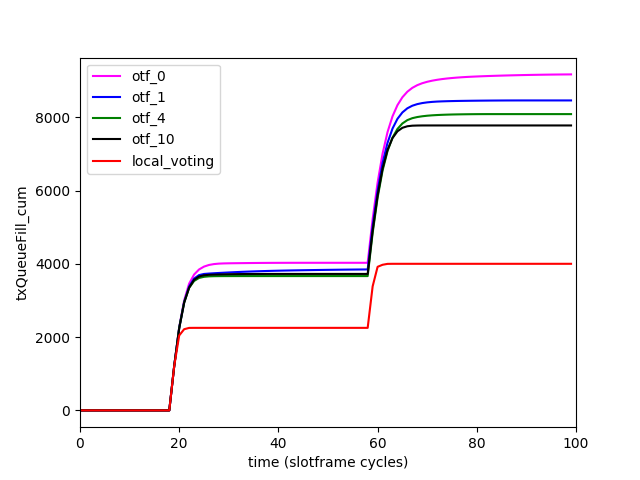 otf_0
otf_1
otf_4
otf_10
local_voting
8000
6000
4000
2000
0
txQueueFill_cum
0 20 40 60 80 100
time (slotframe cycles)